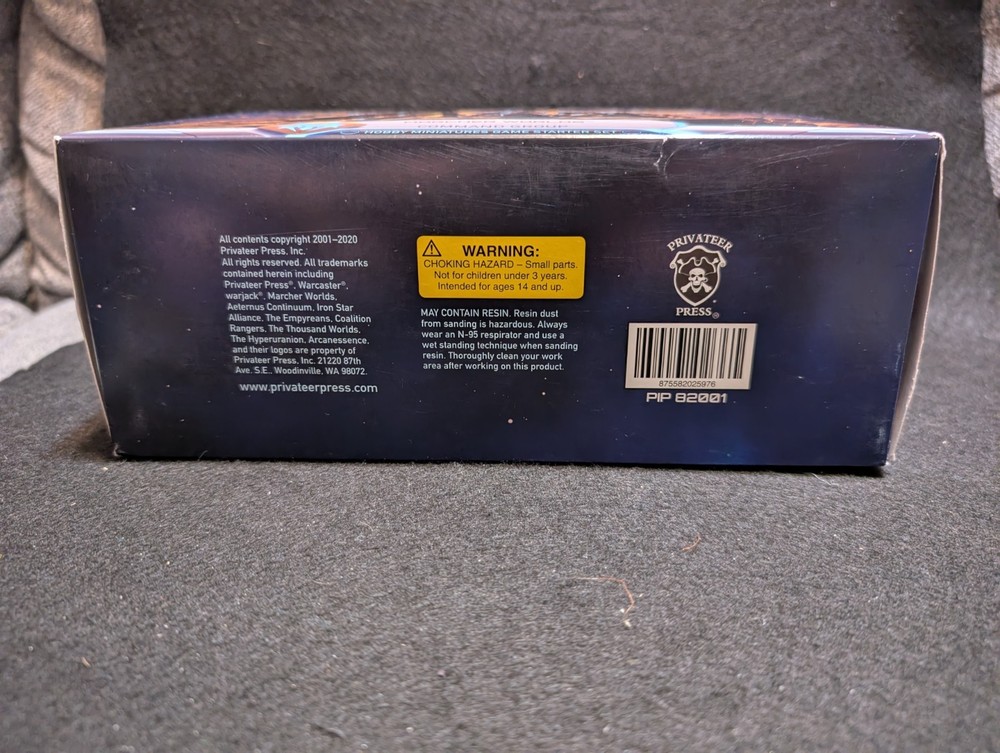 COMMAND GROUP
HOBBY MINIATURES GAME STARTER SET
All contents copyright 2001–2020
Privateer Press, Inc.
All rights reserved. All trademarks
contained herein including
Privateer Press®, Warcaster®,
warjack®, Marcher Worlds,
Aeternus Continuum, Iron Star
Alliance, The Empyreans, Coalition
Rangers, The Thousand Worlds,
The Hyperuranion, Arcanessence,
and their logos are property of
Privateer Press, Inc. 21220 87th
Ave. S.E., Woodinville, WA 98072.
www.privateerpress.com
WARNING:
CHOKING HAZARD – Small parts.
Not for children under 3 years.
Intended for ages 14 and up.
MAY CONTAIN RESIN. Resin dust
from sanding is hazardous. Always
wear an N-95 respirator and use a
wet standing technique when sanding
resin. Thoroughly clean your work
area after working on this product.
PRIVATEER
PRESS®
875582025976
PIP 82001